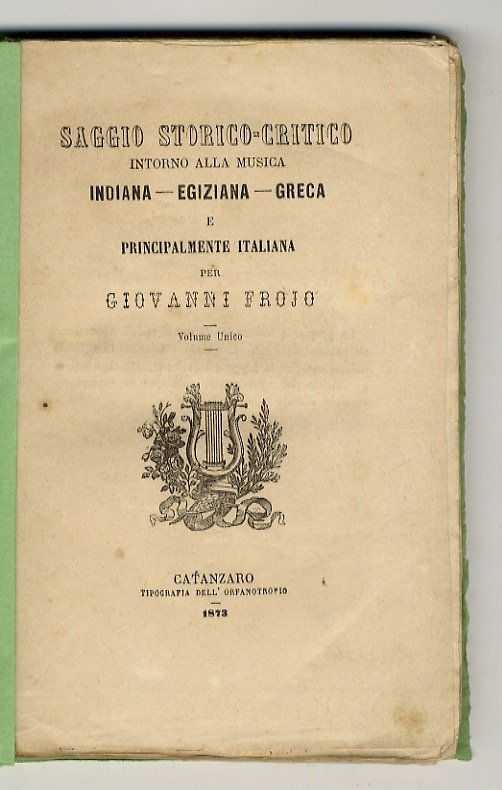 SAGGIO STORICO-CRITICO
INTORNO ALLA MUSICA
INDIANA — EGIZIANA — GRECA
E
PRINCIPALMENTE ITALIANA
PER
GIOVANNI FROJO
Volume Unico
CATANZARO
TIPOGRAFIA DELL' ORFANOTROFIO
1873